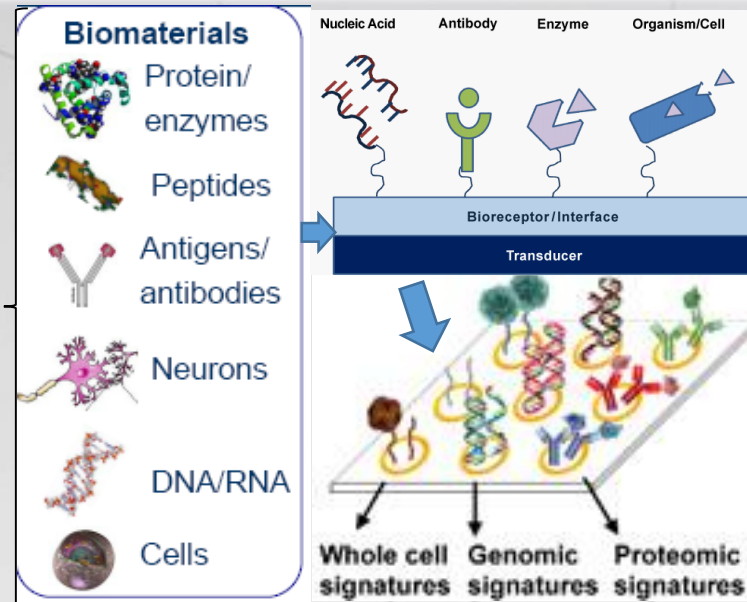 Biomaterials
Protein/
enzymes
Peptides
Antigens/
antibodies
Neurons
DNA/RNA
Cells
Nucleic Acid Antibody Enzyme Organism/Cell
Bioreceptor/Interface
Transducer
Whole cell Genomic Proteomic
signatures signatures signatures